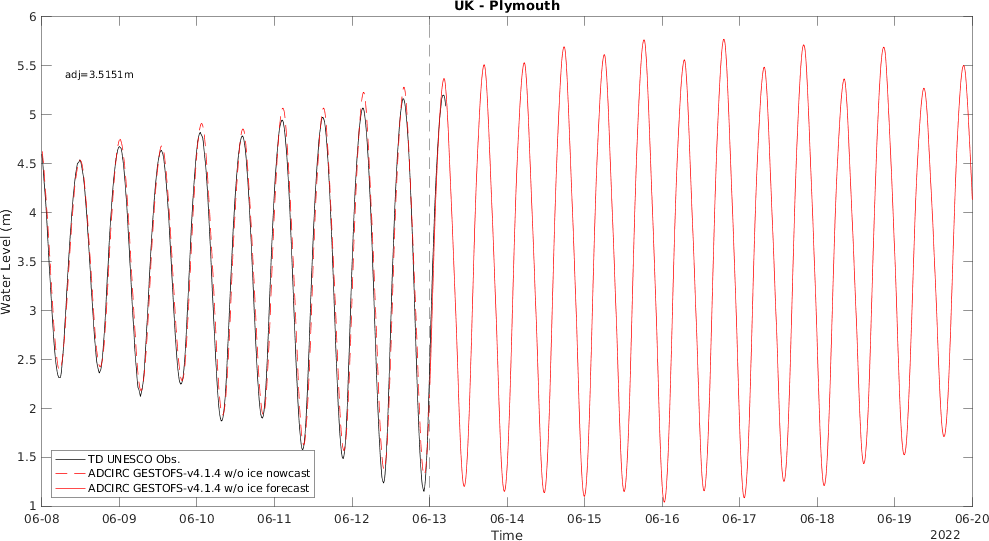 UK - Plymouth
6
5.5
5
4.5
4
3.5
3
2.5
2
1.5
1
Water Level (m)
adj=3.5151m
TD UNESCO Obs.
ADCIRC GESTOFS-v4.1.4 w/o ice nowcast
ADCIRC GESTOFS-v4.1.4 w/o ice forecast
06-08 06-09 06-10 06-11 06-12 06-13 06-14 06-15 06-16 06-17 06-18 06-19 06-20
Time
2022